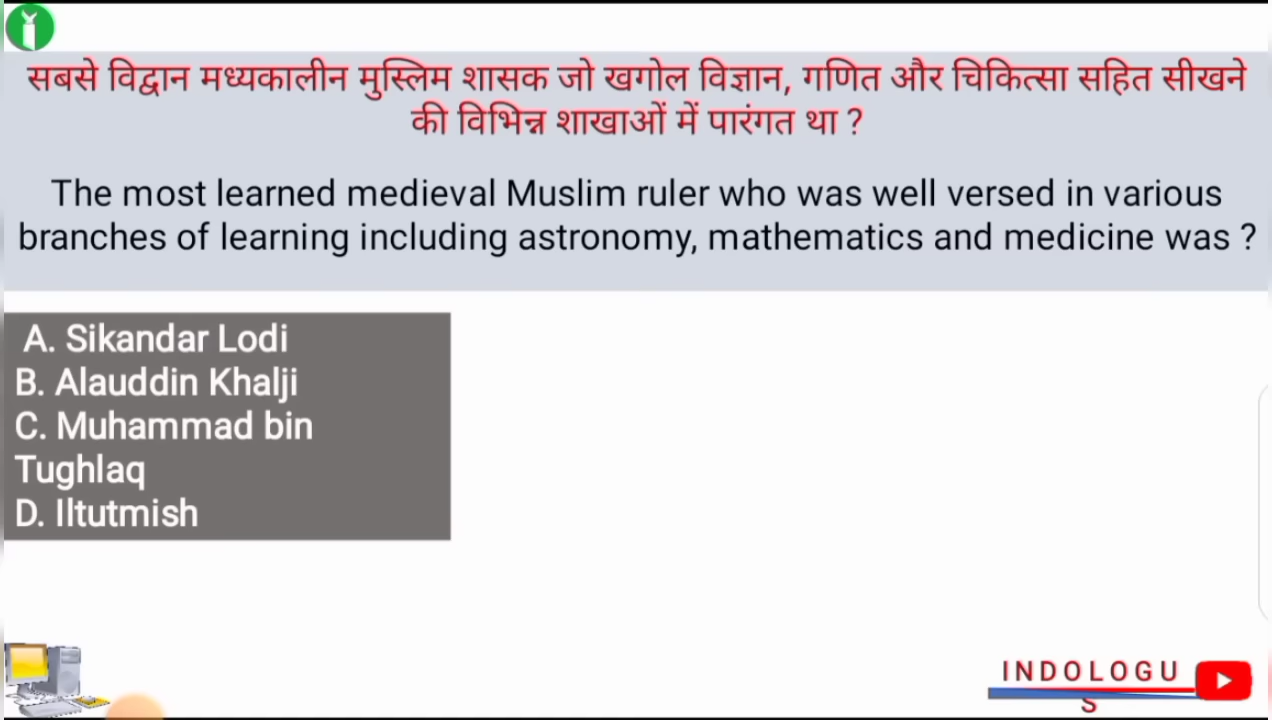 सबसे विद्वान मध्यकालीन मुस्लिम शासक जो खगोल विज्ञान, गणित और चिकित्सा सहित सीखने
की विभिन्न शाखाओं में पारंगत था ?
The most learned medieval Muslim ruler who was well versed in various
branches of learning including astronomy, mathematics and medicine was ?
A. Sikandar Lodi
B. Alauddin Khalji
C. Muhammad bin
Tughlaq
D. Iltutmish
INDOLOGU
S